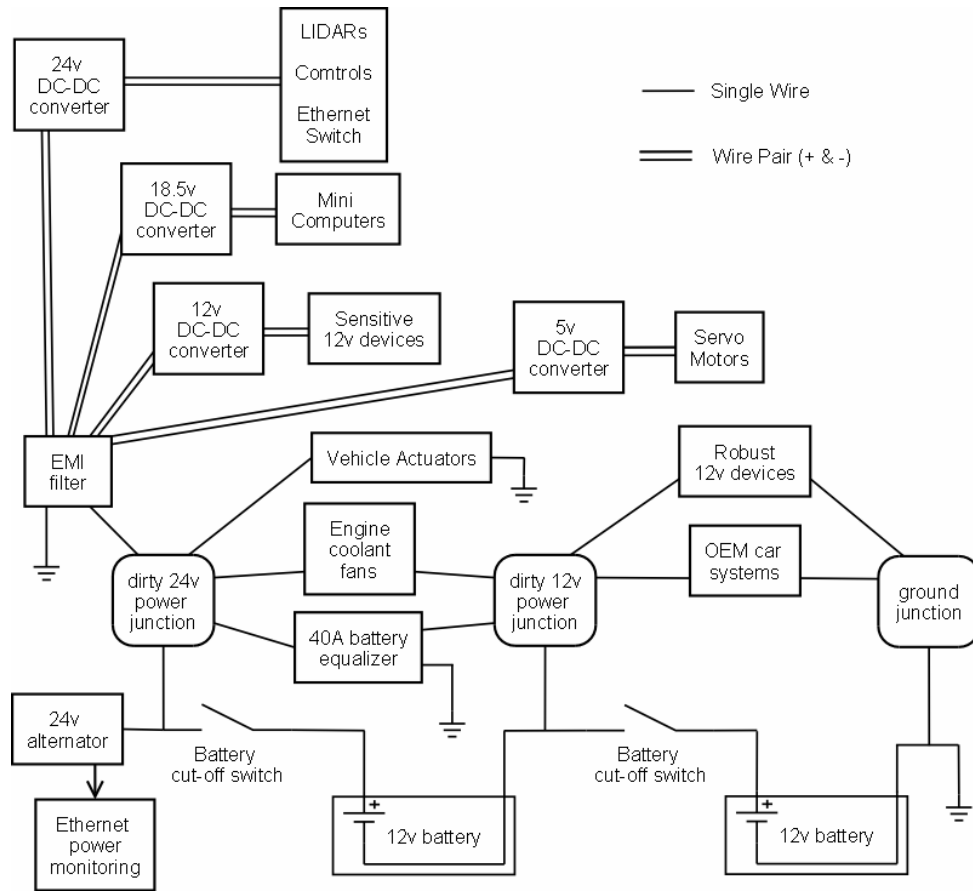 24v
DC-DC
converter
LIDARs
Comtrols
Ethernet
Switch
Single Wire
Wire Pair (+ & -)
18.5v
DC-DC
converter
Mini
Computers
12v
DC-DC
converter
Sensitive
12v devices
5v
DC-DC
converter
Servo
Motors
EMI
filter
Vehicle Actuators
Robust
12v devices
Engine
coolant
fans
OEM car
systems
dirty 24v
power
junction
dirty 12v
power
junction
ground
junction
40A battery
equalizer
24v
alternator
Battery
cut-off switch
Battery
cut-off switch
Ethernet
power
monitoring
+
12v battery
+
12v battery